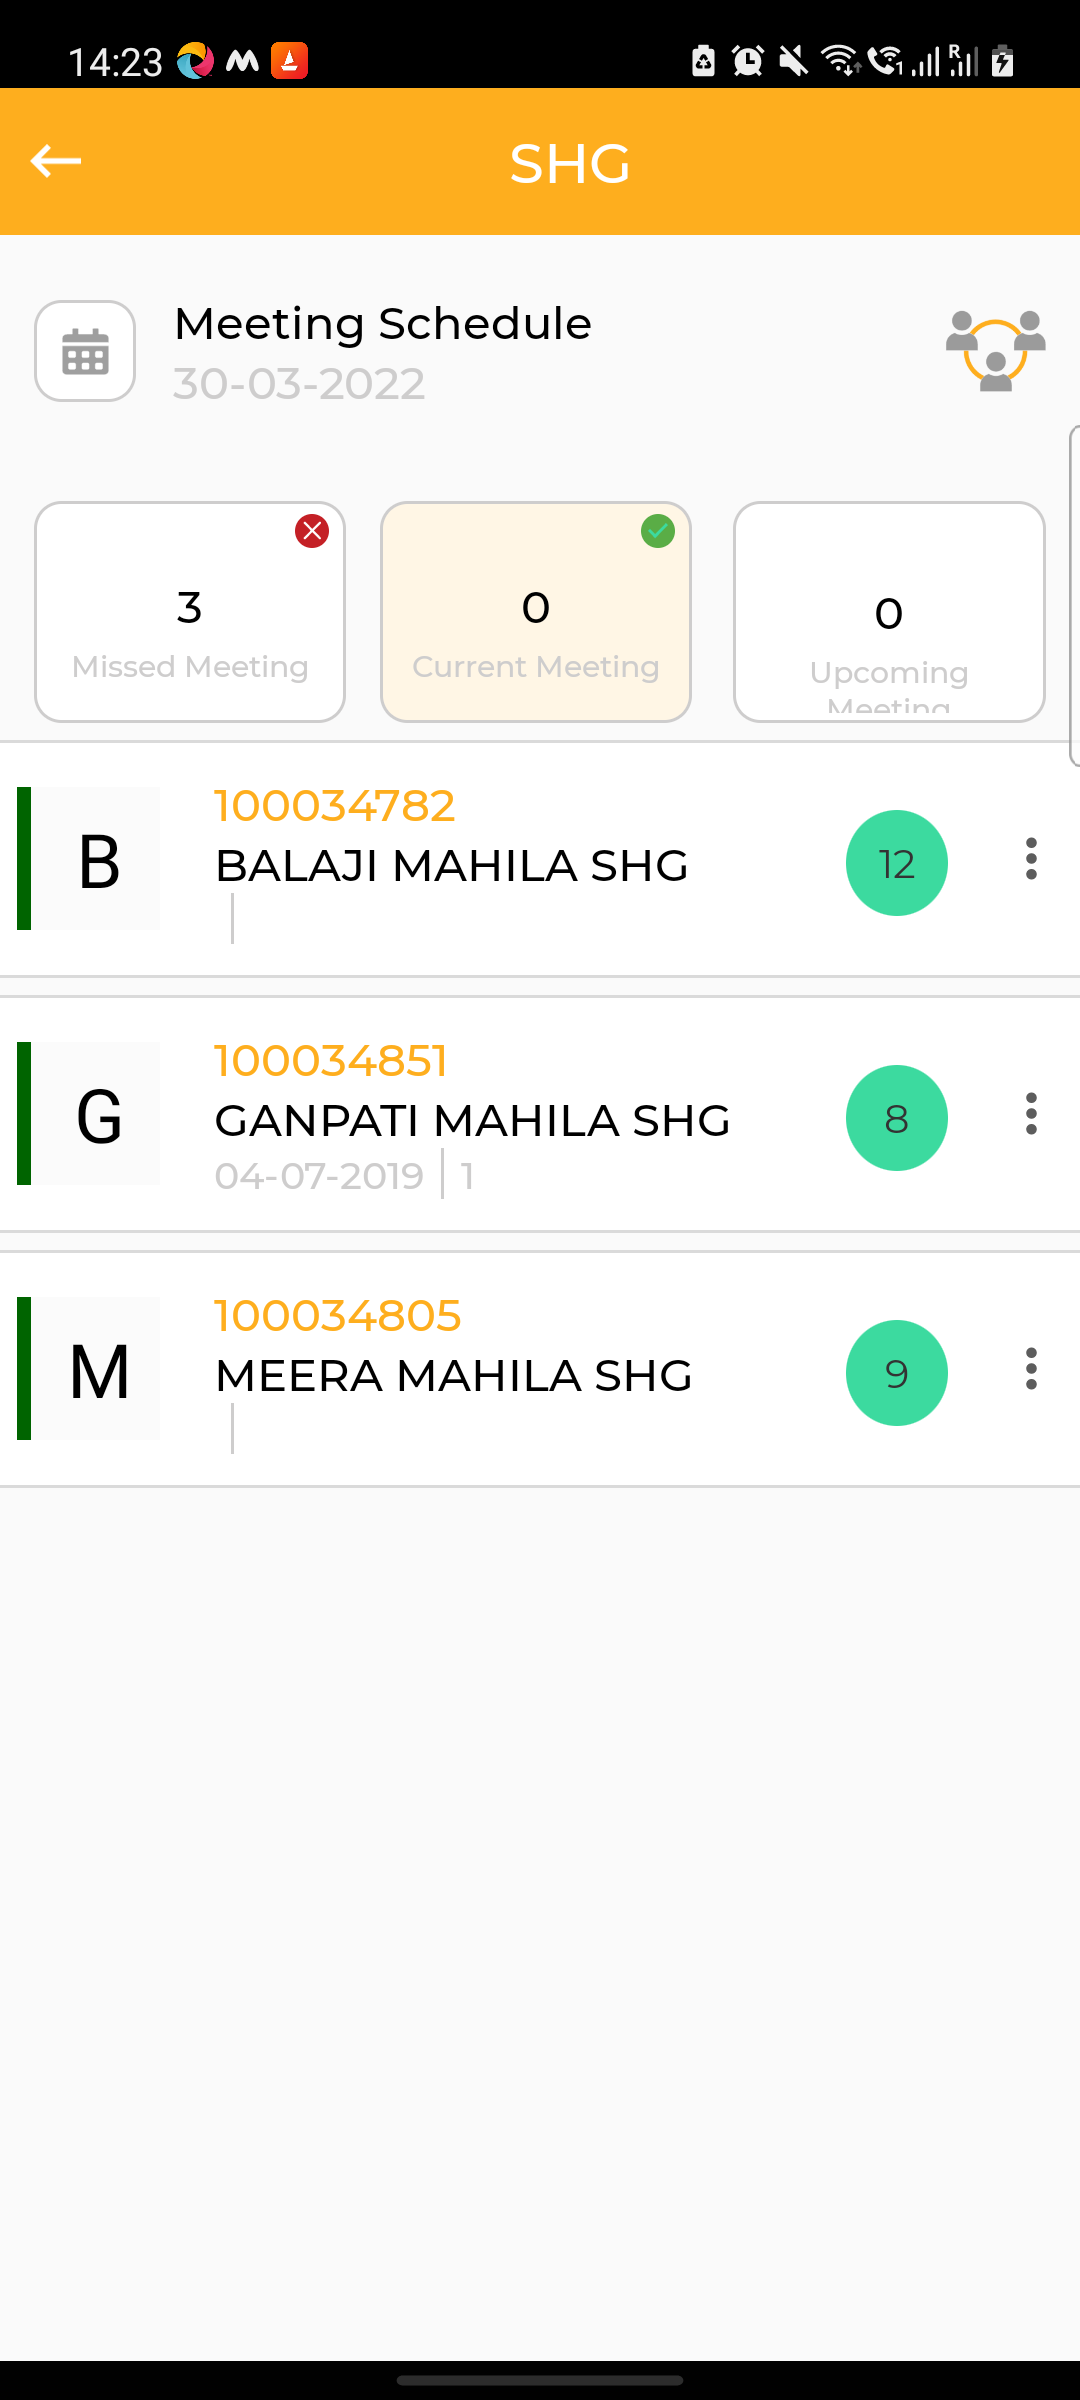 14:23
R
1
SHG
Meeting Schedule
30-03-2022
3
Missed Meeting
0
Current Meeting
0
Upcoming
Meeting
B
100034782
BALAJI MAHILA SHG
12
G
100034851
GANPATI MAHILA SHG
04-07-2019 | 1
8
M
100034805
MEERA MAHILA SHG
9